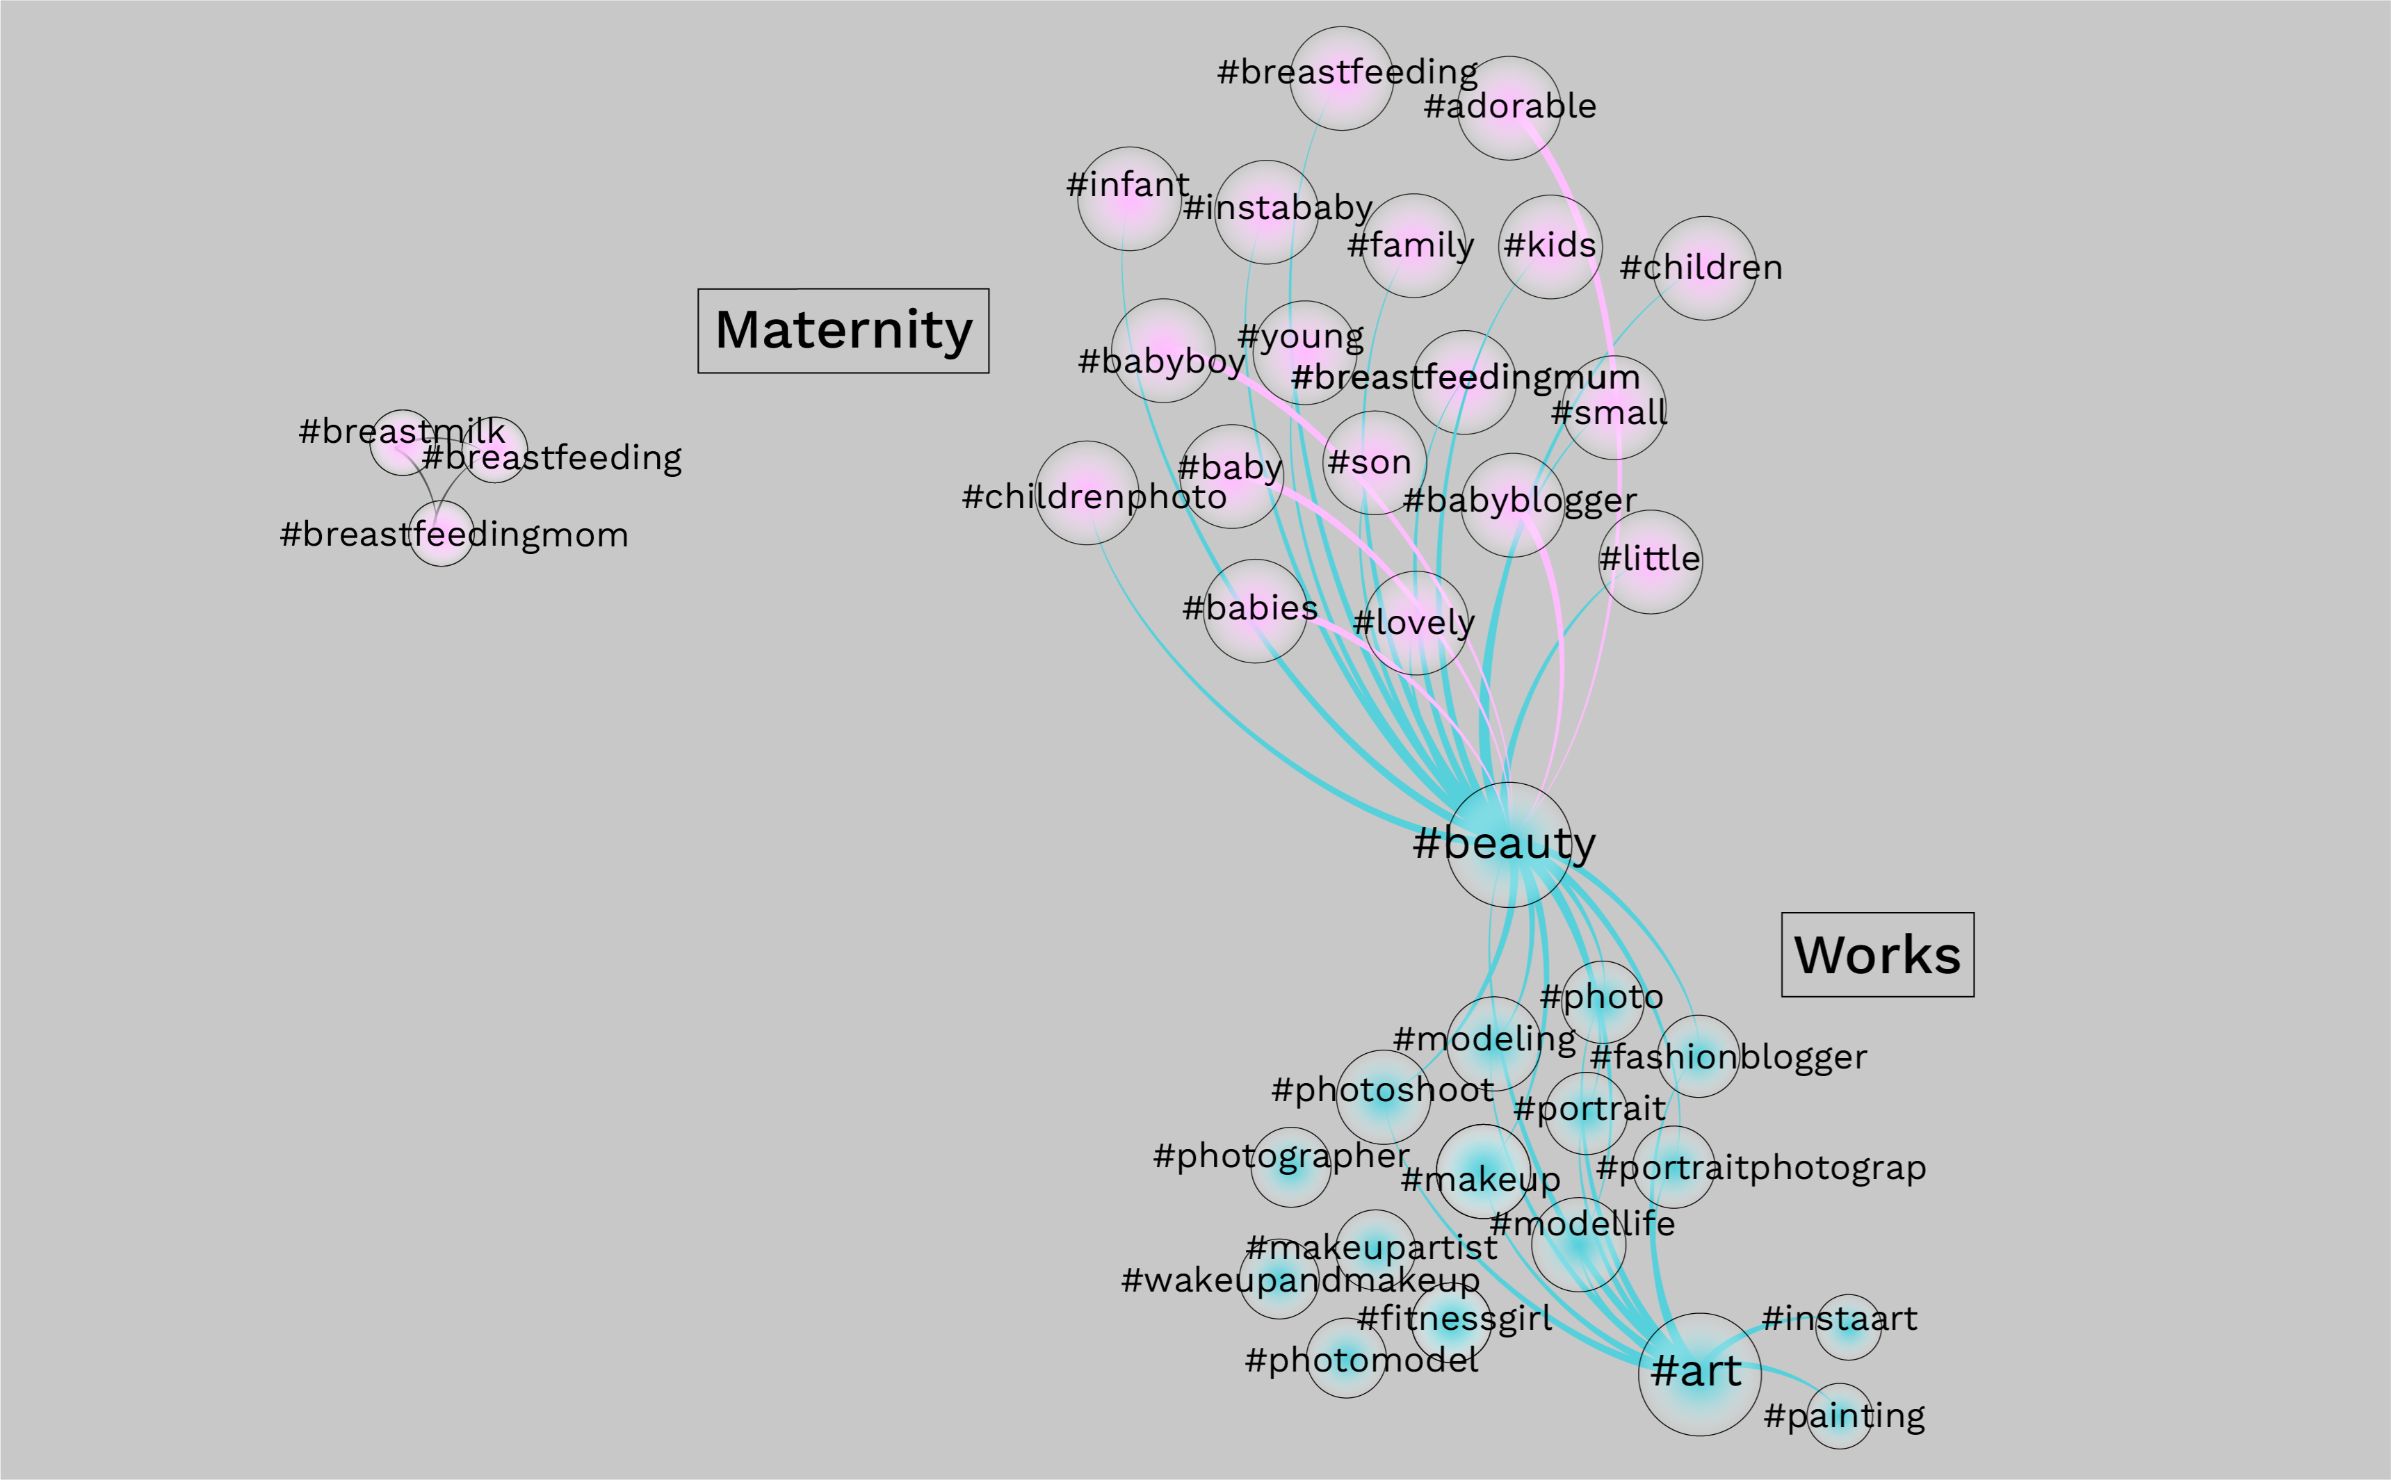 #breastfeeding
#adorable
#infant
#instababy
#family
#kids
#children
Maternity
#babyboy
#young
#breastfeedingmum
#small
#breastmilk
#breastfeeding
#breastfeedingmom
#childrenphoto
#baby
#son
#babyblogger
#little
#babies
#lovely
#beauty
Works
#photo
#modeling
#fashionblogger
#photoshoot
#portrait
#photographer
#makeup
#portraitphotograp
#modellife
#makeupartist
#wakeupandmakeup
#fitnessgirl
#photomodel
#instaart
#art
#painting